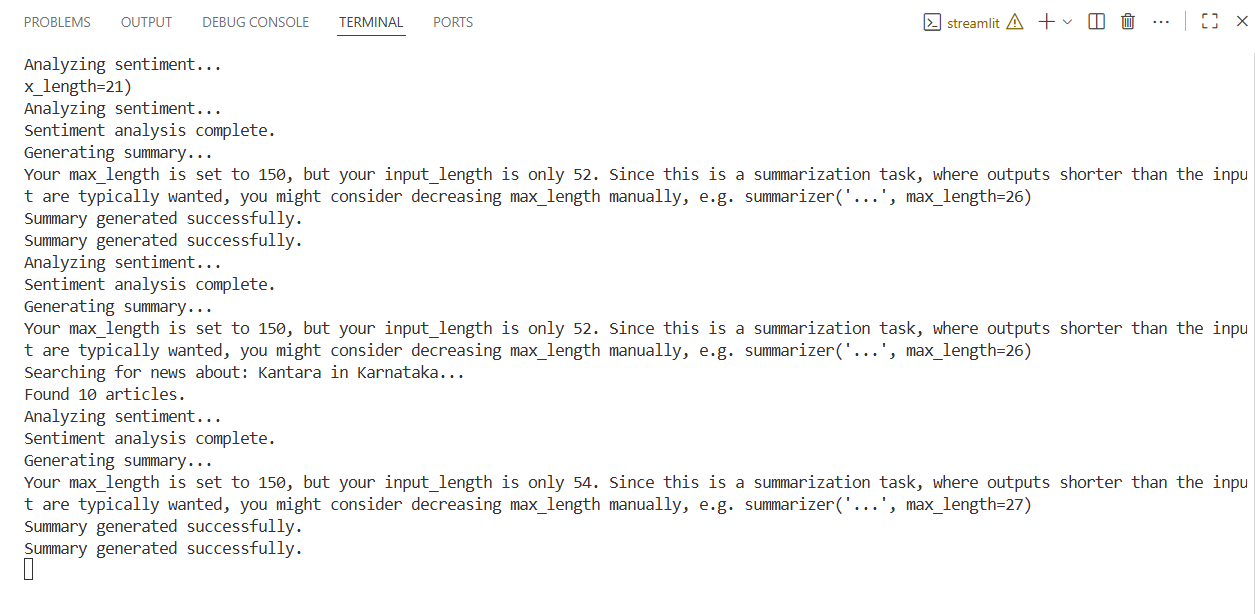 PROBLEMS OUTPUT DEBUG CONSOLE TERMINAL PORTS streamlit
Analyzing sentiment...
x_length=21)
Analyzing sentiment...
Sentiment analysis complete.
Generating summary...
Your max_length is set to 150, but your input_length is only 52. Since this is a summarization task, where outputs shorter than the inpu
t are typically wanted, you might consider decreasing max_length manually, e.g. summarizer('...', max_length=26)
Summary generated successfully.
Summary generated successfully.
Analyzing sentiment...
Sentiment analysis complete.
Generating summary...
Your max_length is set to 150, but your input_length is only 52. Since this is a summarization task, where outputs shorter than the inpu
t are typically wanted, you might consider decreasing max_length manually, e.g. summarizer('...', max_length=26)
Searching for news about: Kantara in Karnataka...
Found 10 articles.
Analyzing sentiment...
Sentiment analysis complete.
Generating summary...
Your max_length is set to 150, but your input_length is only 54. Since this is a summarization task, where outputs shorter than the inpu
t are typically wanted, you might consider decreasing max_length manually, e.g. summarizer('...', max_length=27)
Summary generated successfully.
Summary generated successfully.